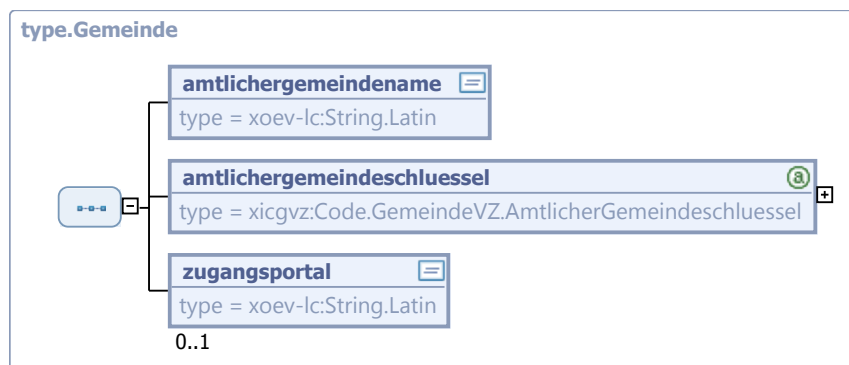 type.Gemeinde
amtlichergemeindename
type = xoev-lc:String.Latin
amtlichergemeindeschluessel
type = xicgvz:Code.GemeindeVZ.AmtlicherGemeindeschluessel
zugangsportal
type = xoev-lc:String.Latin
0..1